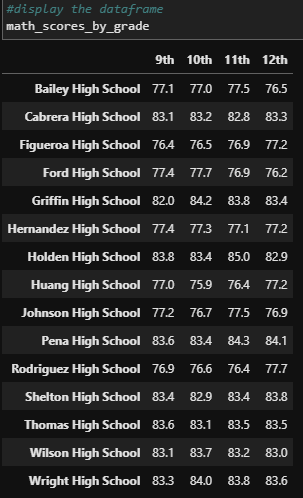 #display the dataframe
math_scores_by_grade
9th 10th 11th 12th
Bailey High School 77.1 77.0 77.5 76.5
Cabrera High School 83.1 83.2 82.8 83.3
Figueroa High School 76.4 76.5 76.9 77.2
Ford High School 77.4 77.7 76.9 76.2
Griffin High School 82.0 84.2 83.8 83.4
Hernandez High School 77.4 77.3 77.1 77.2
Holden High School 83.8 83.4 85.0 82.9
Huang High School 77.0 75.9 76.4 77.2
Johnson High School 77.2 76.7 77.5 76.9
Pena High School 83.6 83.4 84.3 84.1
Rodriguez High School 76.9 76.6 76.4 77.7
Shelton High School 83.4 82.9 83.4 83.8
Thomas High School 83.6 83.1 83.5 83.5
Wilson High School 83.1 83.7 83.2 83.0
Wright High School 83.3 84.0 83.8 83.6